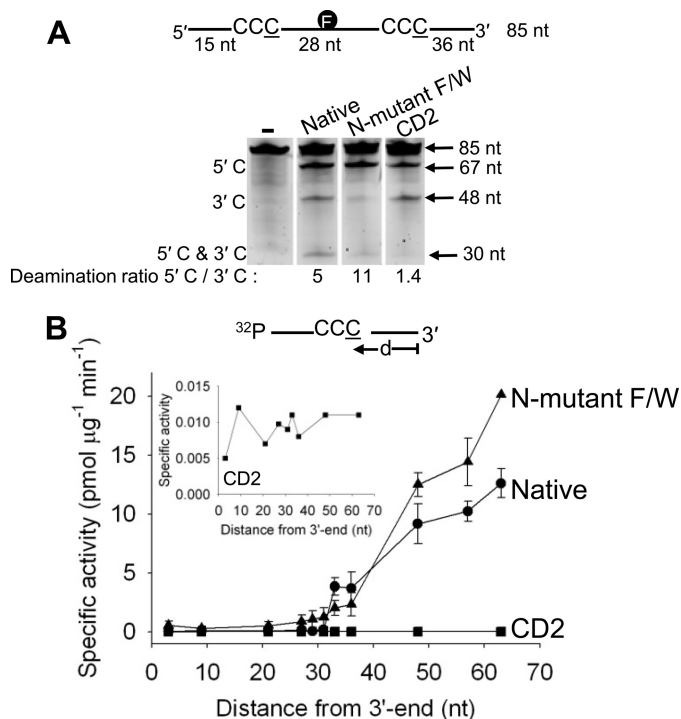 A
F
5′ CCC CCC 3′ 85 nt
15 nt 28 nt 36 nt
- Native N-mutant F/W CD2
85 nt
5′ C 67 nt
3′ C 48 nt
5′ C & 3′ C 30 nt
Deamination ratio 5′ C / 3′ C : 5 11 1.4
B
³²P CCC 3′
d
Specific activity (pmol μg⁻¹ min⁻¹)
20
15
10
5
0
0 10 20 30 40 50 60 70
Distance from 3'-end (nt)
N-mutant F/W
Native
CD2
Specific activity
0.015
0.010
0.005
0.000
CD2
0 10 20 30 40 50 60 70
Distance from 3'-end (nt)